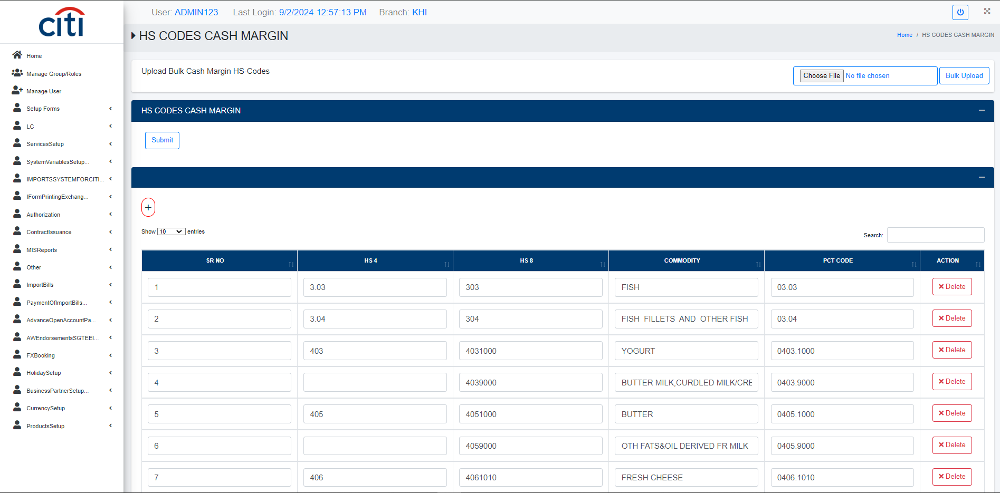 citi
User: ADMIN123 Last Login: 9/2/2024 12:57:13 PM Branch: KHI
HS CODES CASH MARGIN
Home / HS CODES CASH MARGIN
Home
Manage Group/Roles
Manage User
Setup Forms
LC
ServicesSetup
SystemVariablesSetup...
IMPORTSSYSTEMFORCITI...
IFormPrintingExchang...
Authorization
ContractIssuance
MISReports
Other
ImportBills
PaymentOfImportBills...
AdvanceOpenAccountPa...
AWEndorsementsSGTEEI...
FXBooking
HolidaySetup
BusinessPartnerSetup...
CurrencySetup
ProductsSetup
Upload Bulk Cash Margin HS-Codes
Choose File No file chosen Bulk Upload
HS CODES CASH MARGIN
Submit
+
Show 10 entries
Search:
SR NO HS 4 HS 8 COMMODITY PCT CODE ACTION
1 3.03 303 FISH 03.03 Delete
2 3.04 304 FISH  FILLETS  AND  OTHER FISH 03.04 Delete
3 403 4031000 YOGURT 0403.1000 Delete
4 4039000 BUTTER MILK,CURDLED MILK/CRE 0403.9000 Delete
5 405 4051000 BUTTER 0405.1000 Delete
6 4059000 OTH FATS&OIL DERIVED FR MILK 0405.9000 Delete
7 406 4061010 FRESH CHEESE 0406.1010 Delete